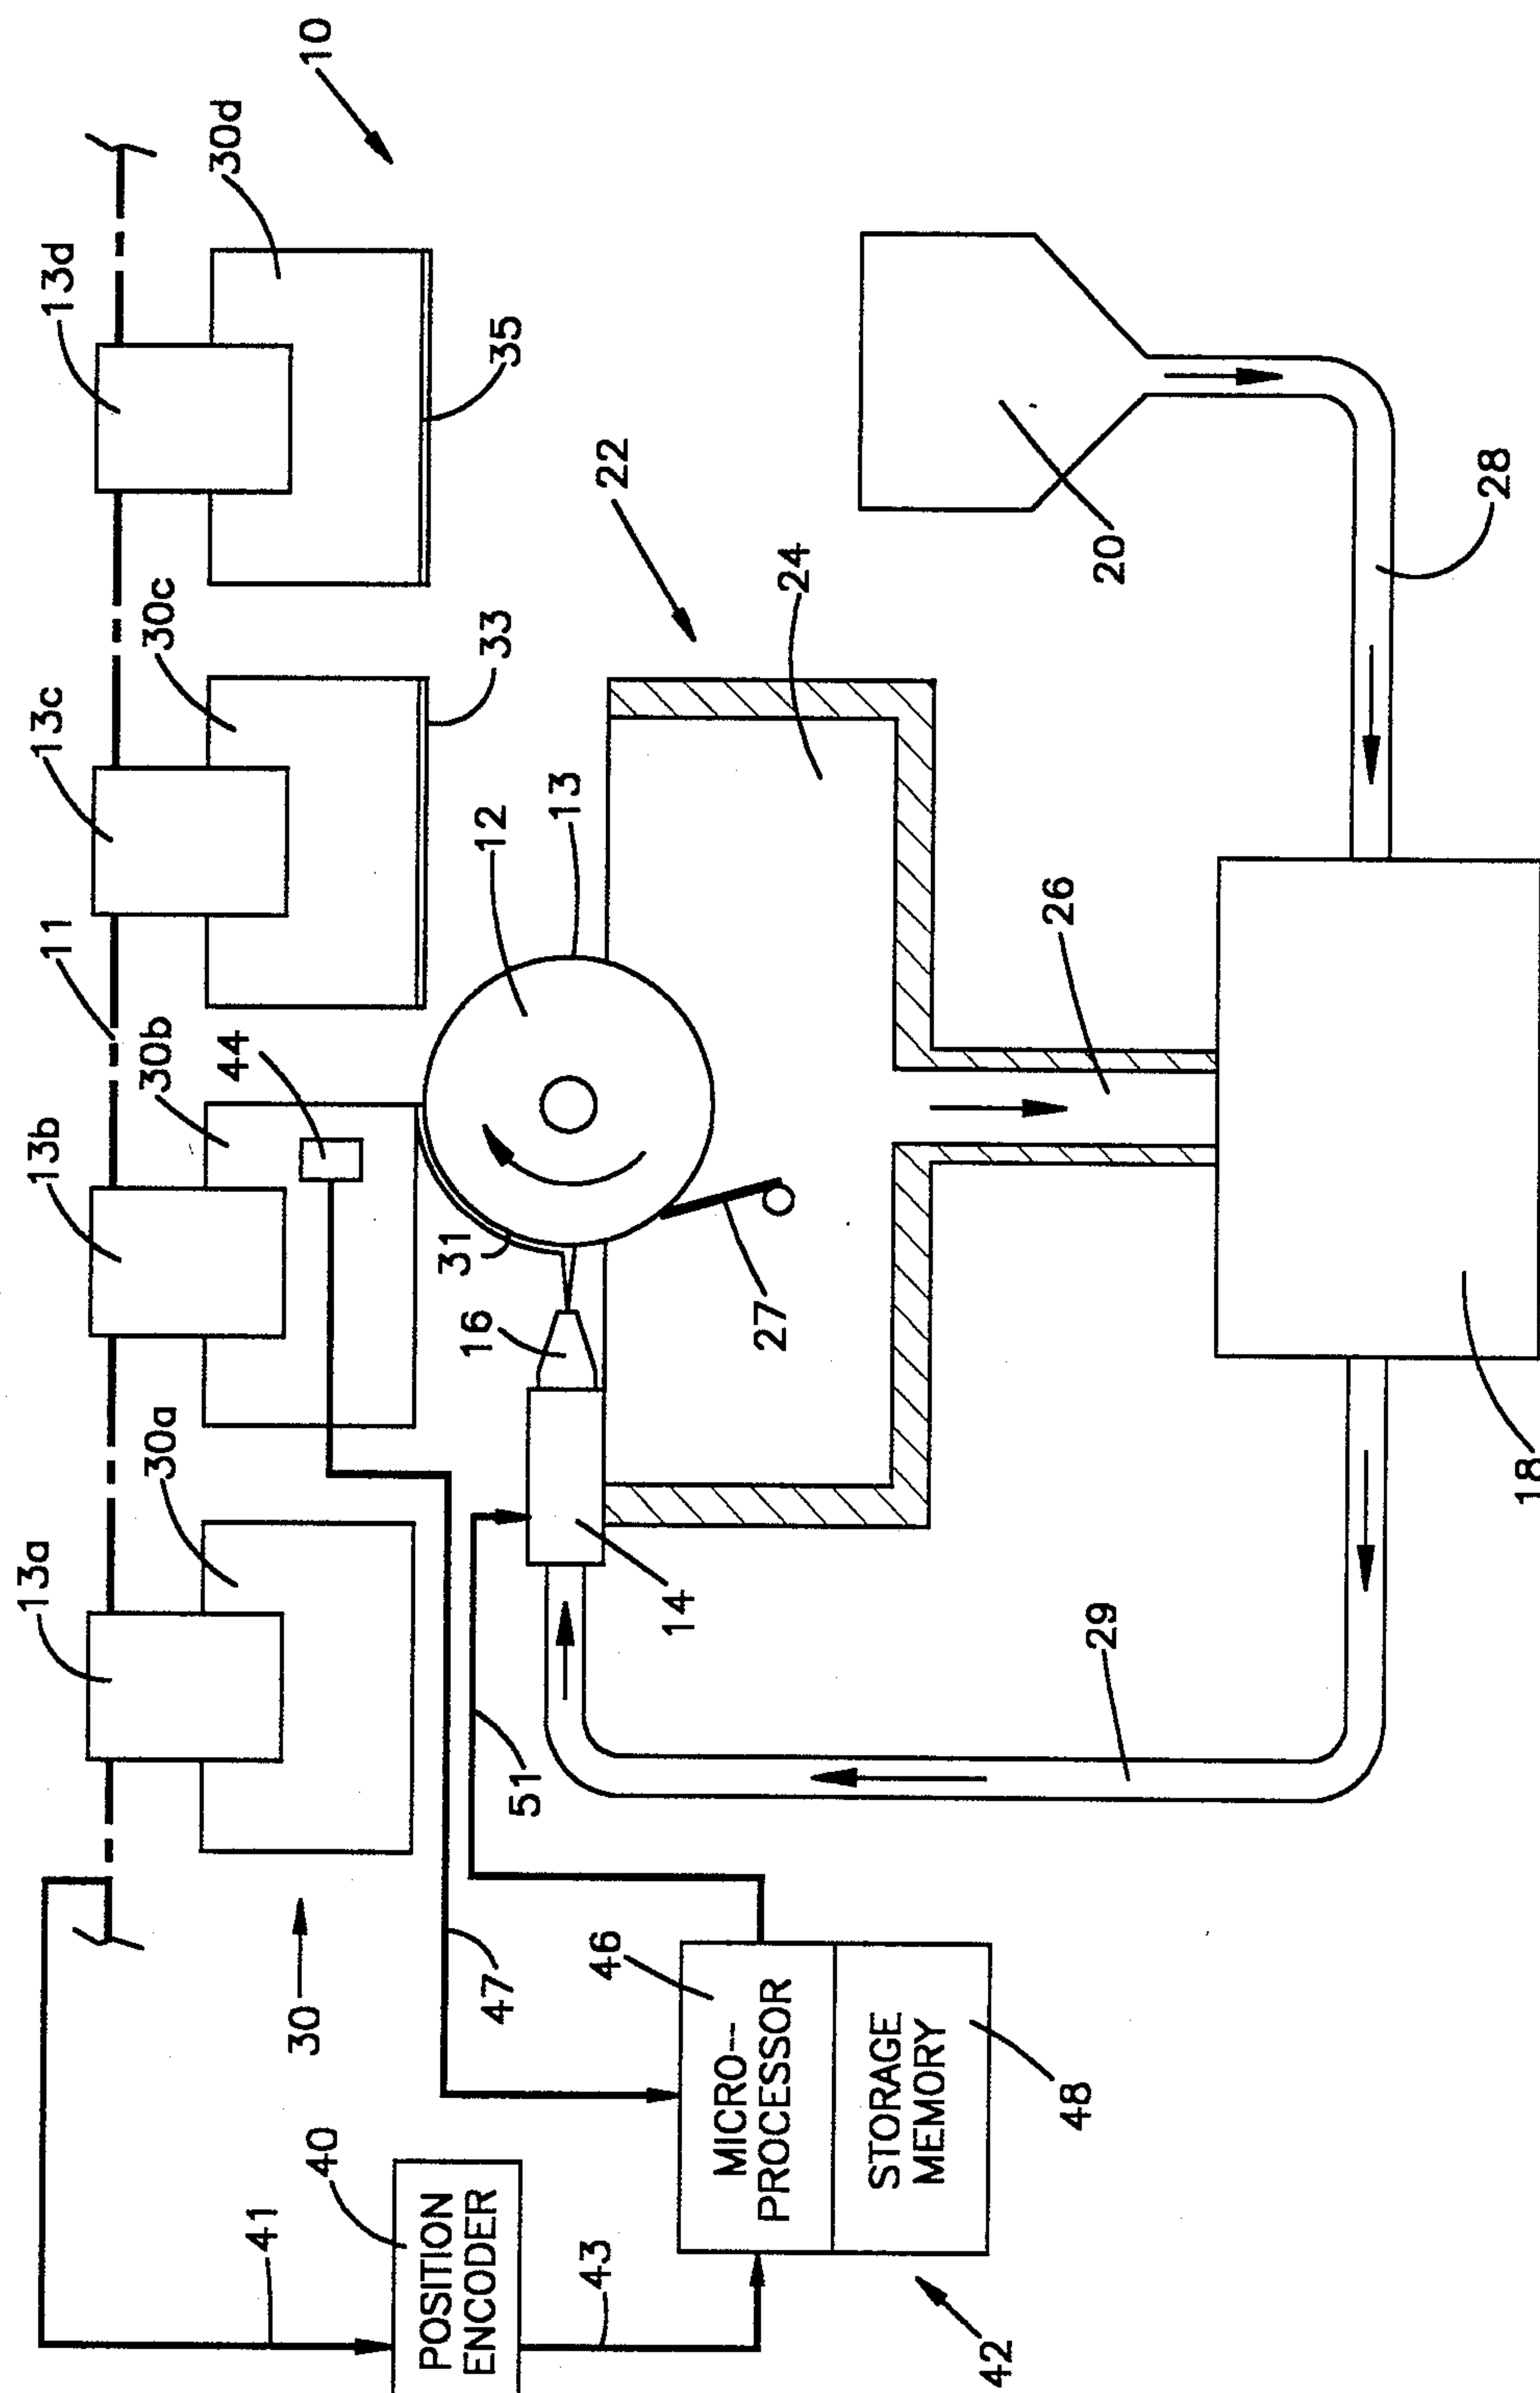 10
13a
13b
11
13c
13d
30a
30b
44
30c
30d
30
41
40
POSITION
ENCODER
43
47
51
46
MICRO--
PROCESSOR
STORAGE
MEMORY
48
42
14
16
31
12
13
33
35
22
24
27
26
20
28
29
18